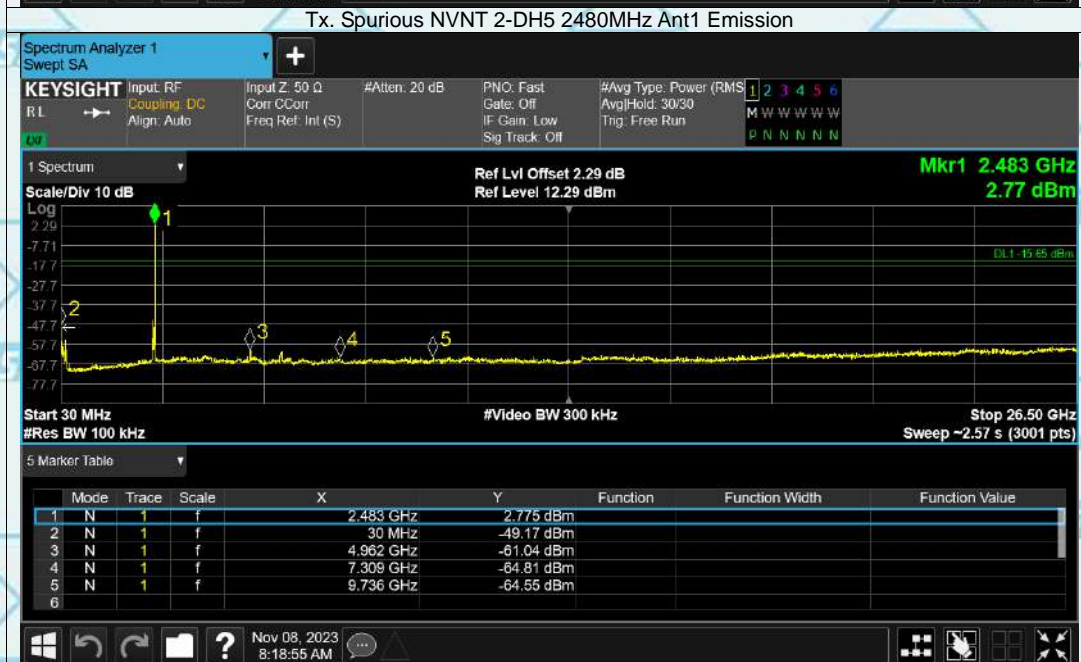 Tx. Spurious NVNT 2-DH5 2480MHz Ant1 Emission
Spectrum Analyzer 1
Swept SA
+
KEYSIGHT Input: RF Input Z: 50 Ω #Atten: 20 dB PNO: Fast #Avg Type: Power (RMS 1 2 3 4 5 6
RL Coupling: DC Corr CCorr Gate: Off Avg|Hold: 30/30 M W W W W W
Align: Auto Freq Ref: Int (S) IF Gain: Low Trig: Free Run
LXI Sig Track: Off P N N N N N
1 Spectrum Ref Lvl Offset 2.29 dB Mkr1 2.483 GHz
Scale/Div 10 dB Ref Level 12.29 dBm 2.77 dBm
Log
1
2.29
-7.71
DL1 -15.65 dBm
-17.7
-27.7
-37.7
2
-47.7
3 4 5
-57.7
-67.7
-77.7
Start 30 MHz #Video BW 300 kHz Stop 26.50 GHz
#Res BW 100 kHz Sweep ~2.57 s (3001 pts)
5 Marker Table
Mode Trace Scale X Y Function Function Width Function Value
1 N 1 f 2.483 GHz 2.775 dBm
2 N 1 f 30 MHz -49.17 dBm
3 N 1 f 4.962 GHz -61.04 dBm
4 N 1 f 7.309 GHz -64.81 dBm
5 N 1 f 9.736 GHz -64.55 dBm
6
? Nov 08, 2023
8:18:55 AM